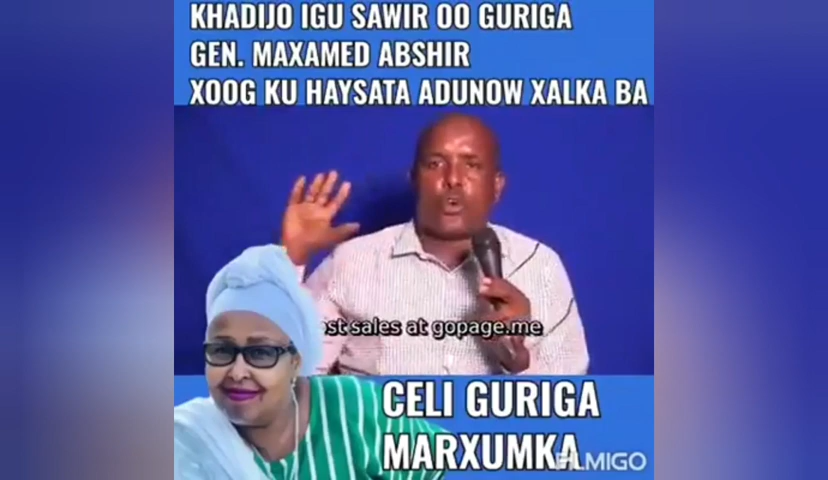 KHADIJO IGU SAWIR OO GURIGA
GEN. MAXAMED ABSHIR
XOOG KU HAYSATA ADUNOW XALKA BA
ost sales at gopage.me
CELI GURIGA
MARXUMKA
FILMIGO